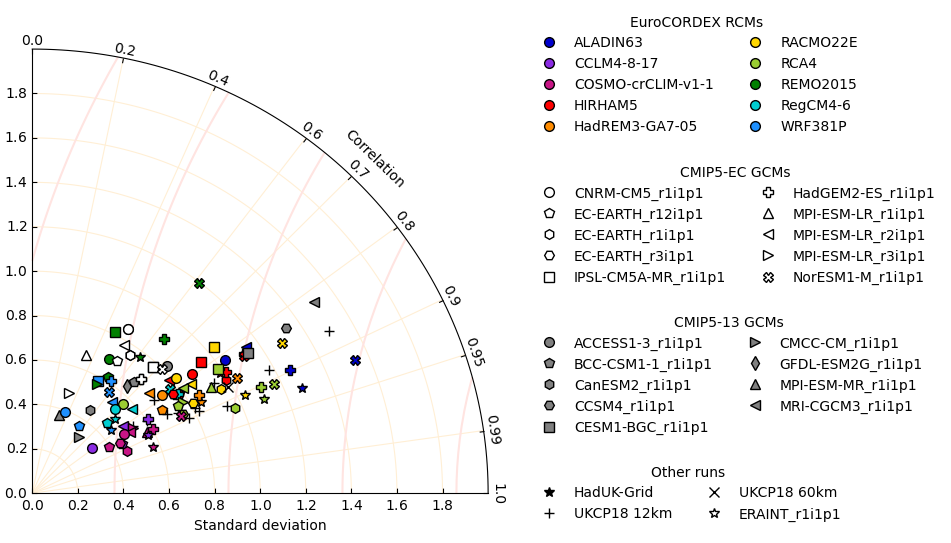 EuroCORDEX RCMs
ALADIN63 RACMO22E
CCLM4-8-17 RCA4
COSMO-crCLIM-v1-1 REMO2015
HIRHAM5 RegCM4-6
HadREM3-GA7-05 WRF381P
CMIP5-EC GCMs
CNRM-CM5_r1i1p1 HadGEM2-ES_r1i1p1
EC-EARTH_r12i1p1 MPI-ESM-LR_r1i1p1
EC-EARTH_r1i1p1 MPI-ESM-LR_r2i1p1
EC-EARTH_r3i1p1 MPI-ESM-LR_r3i1p1
IPSL-CM5A-MR_r1i1p1 NorESM1-M_r1i1p1
CMIP5-13 GCMs
ACCESS1-3_r1i1p1 CMCC-CM_r1i1p1
BCC-CSM1-1_r1i1p1 GFDL-ESM2G_r1i1p1
CanESM2_r1i1p1 MPI-ESM-MR_r1i1p1
CCSM4_r1i1p1 MRI-CGCM3_r1i1p1
CESM1-BGC_r1i1p1
Other runs
HadUK-Grid UKCP18 60km
UKCP18 12km ERAINT_r1i1p1
0.0
0.2
0.4
0.6
Correlation
0.7
0.8
0.9
0.95
0.99
1.0
1.8
1.6
1.4
1.2
1.0
0.8
0.6
0.4
0.2
0.0
0.0 0.2 0.4 0.6 0.8 1.0 1.2 1.4 1.6 1.8
Standard deviation